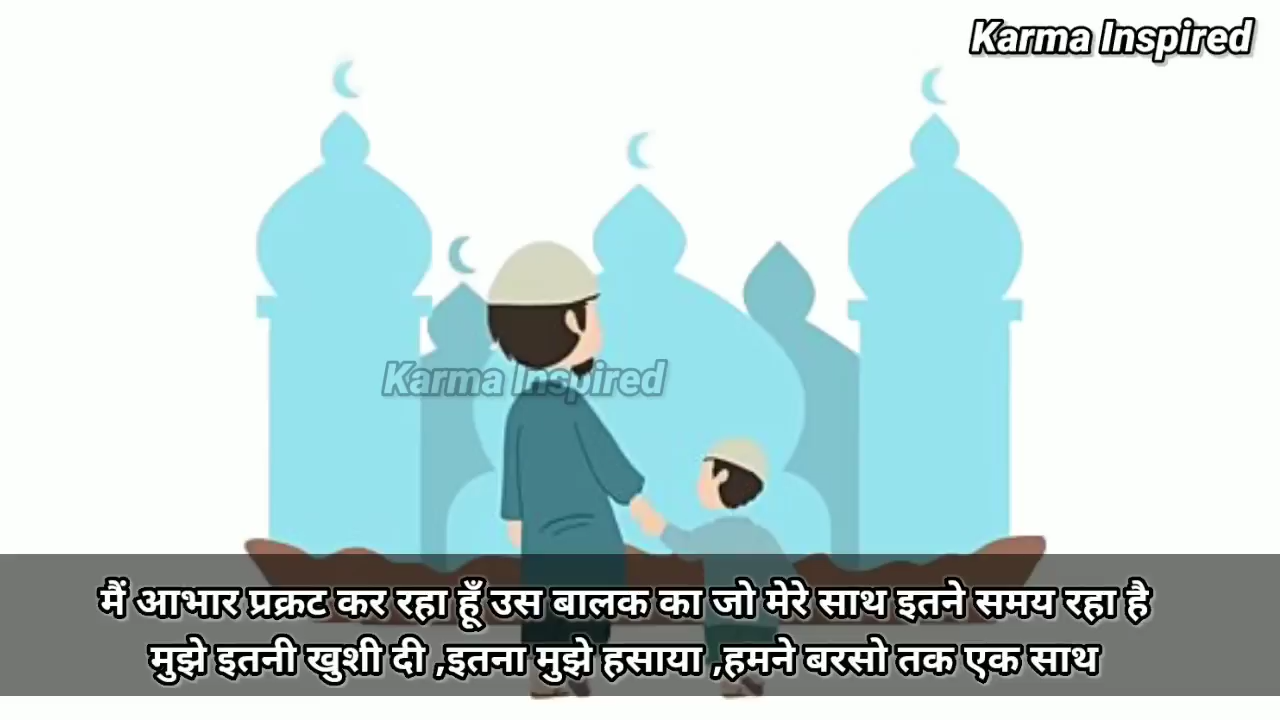 Karma Inspired
Karma Inspired
मैं आभार प्रक्रट कर रहा हूँ उस बालक का जो मेरे साथ इतने समय रहा है
मुझे इतनी खुशी दी ,इतना मुझे हसाया ,हमने बरसो तक एक साथ